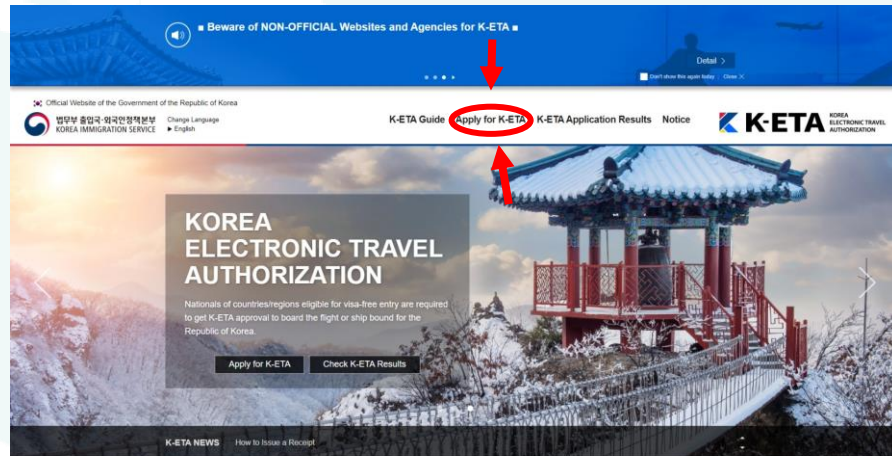 ■ Beware of NON-OFFICIAL Websites and Agencies for K-ETA ■
Detail >
Don't show this again today | Close ✕
Official Website of the Government of the Republic of Korea
법무부 출입국·외국인정책본부
KOREA IMMIGRATION SERVICE
Change Language
▶ English
K-ETA Guide
Apply for K-ETA
K-ETA Application Results
Notice
K-ETA
KOREA
ELECTRONIC TRAVEL
AUTHORIZATION
KOREA
ELECTRONIC TRAVEL
AUTHORIZATION
Nationals of countries/regions eligible for visa-free entry are required
to get K-ETA approval to board the flight or ship bound for the
Republic of Korea.
Apply for K-ETA
Check K-ETA Results
K-ETA NEWS
How to Issue a Receipt